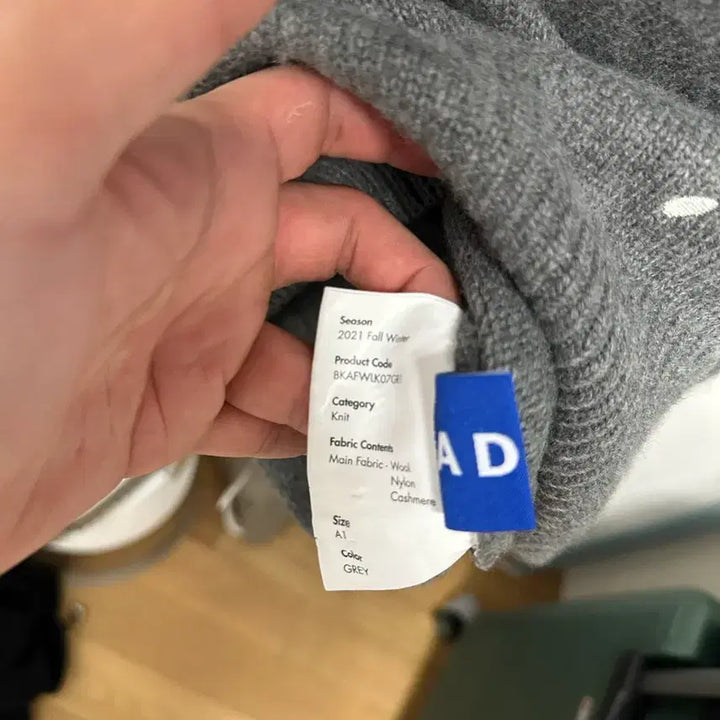 Season
2021 Fall Winter
Product Code
BKAFWLK07GE
Category
Knit
Fabric Contents
Main Fabric - Wool
Nylon
Cashmere
Size
A1
Color
GREY
AD